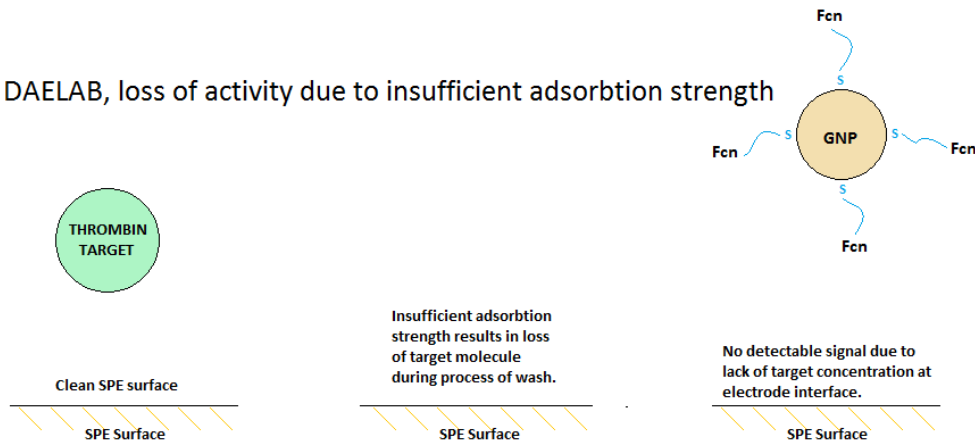 Fcn
DAELAB, loss of activity due to insufficient adsorbtion strength
S
Fcn
S
GNP
S
Fcn
S
Fcn
THROMBIN
TARGET
Clean SPE surface
SPE Surface
Insufficient adsorbtion
strength results in loss
of target molecule
during process of wash.
SPE Surface
No detectable signal due to
lack of target concentration at
electrode interface.
SPE Surface